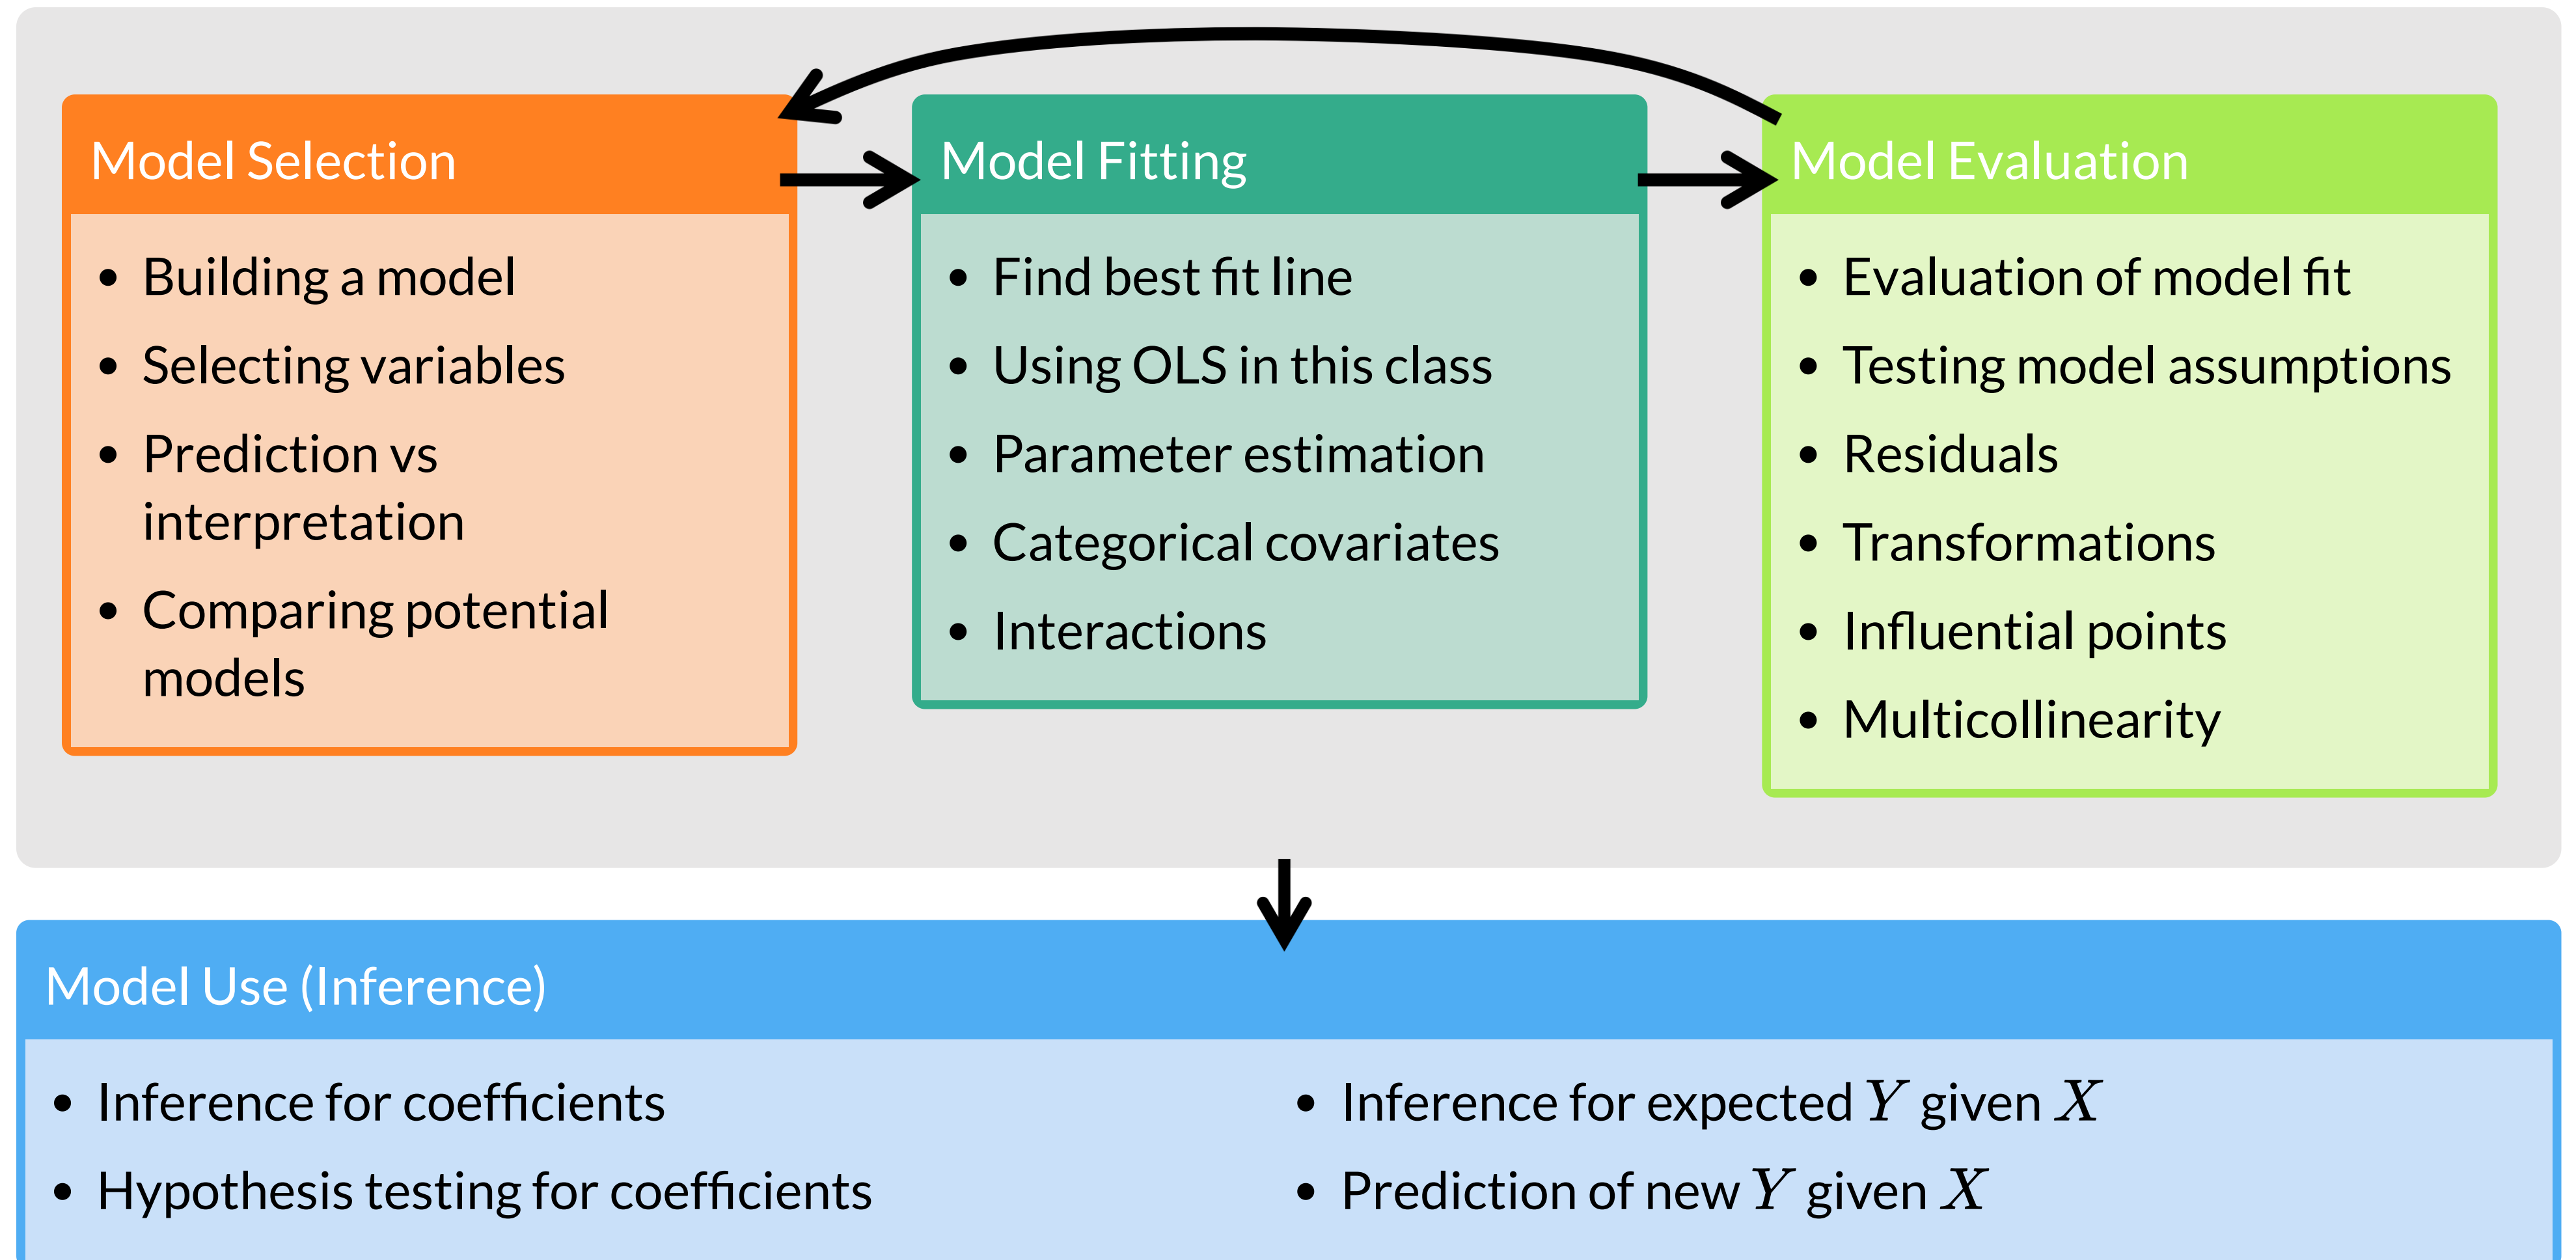 Model Selection
• Building a model
• Selecting variables
• Prediction vs
interpretation
• Comparing potential
models
Model Fitting
• Find best fit line
• Using OLS in this class
• Parameter estimation
• Categorical covariates
• Interactions
Model Evaluation
• Evaluation of model fit
• Testing model assumptions
• Residuals
• Transformations
• Influential points
• Multicollinearity
Model Use (Inference)
• Inference for coefficients
• Hypothesis testing for coefficients
• Inference for expected Y given X
• Prediction of new Y given X